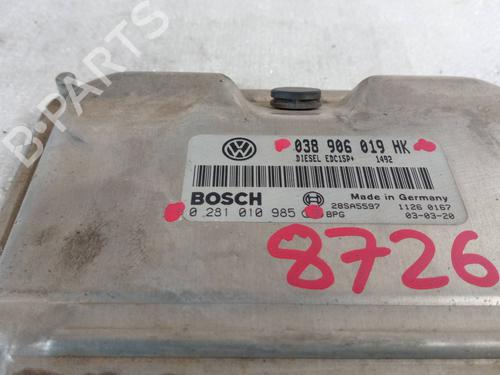 B-PARTS
038 906 019 HK
DIESEL EDC15P+ 1492
BOSCH
Made in Germany
0 281 010 985
28SA5597
1126 0167
8PG
03-03-20
8726